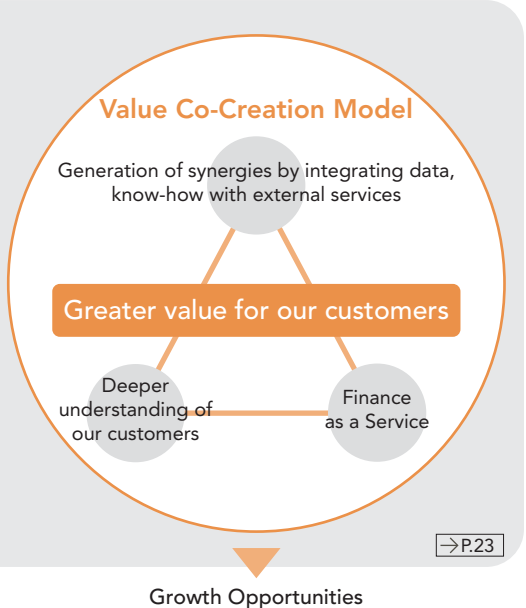 Value Co-Creation Model
Generation of synergies by integrating data,
know-how with external services
Greater value for our customers
Deeper
understanding of
our customers
Finance
as a Service
→P.23
Growth Opportunities